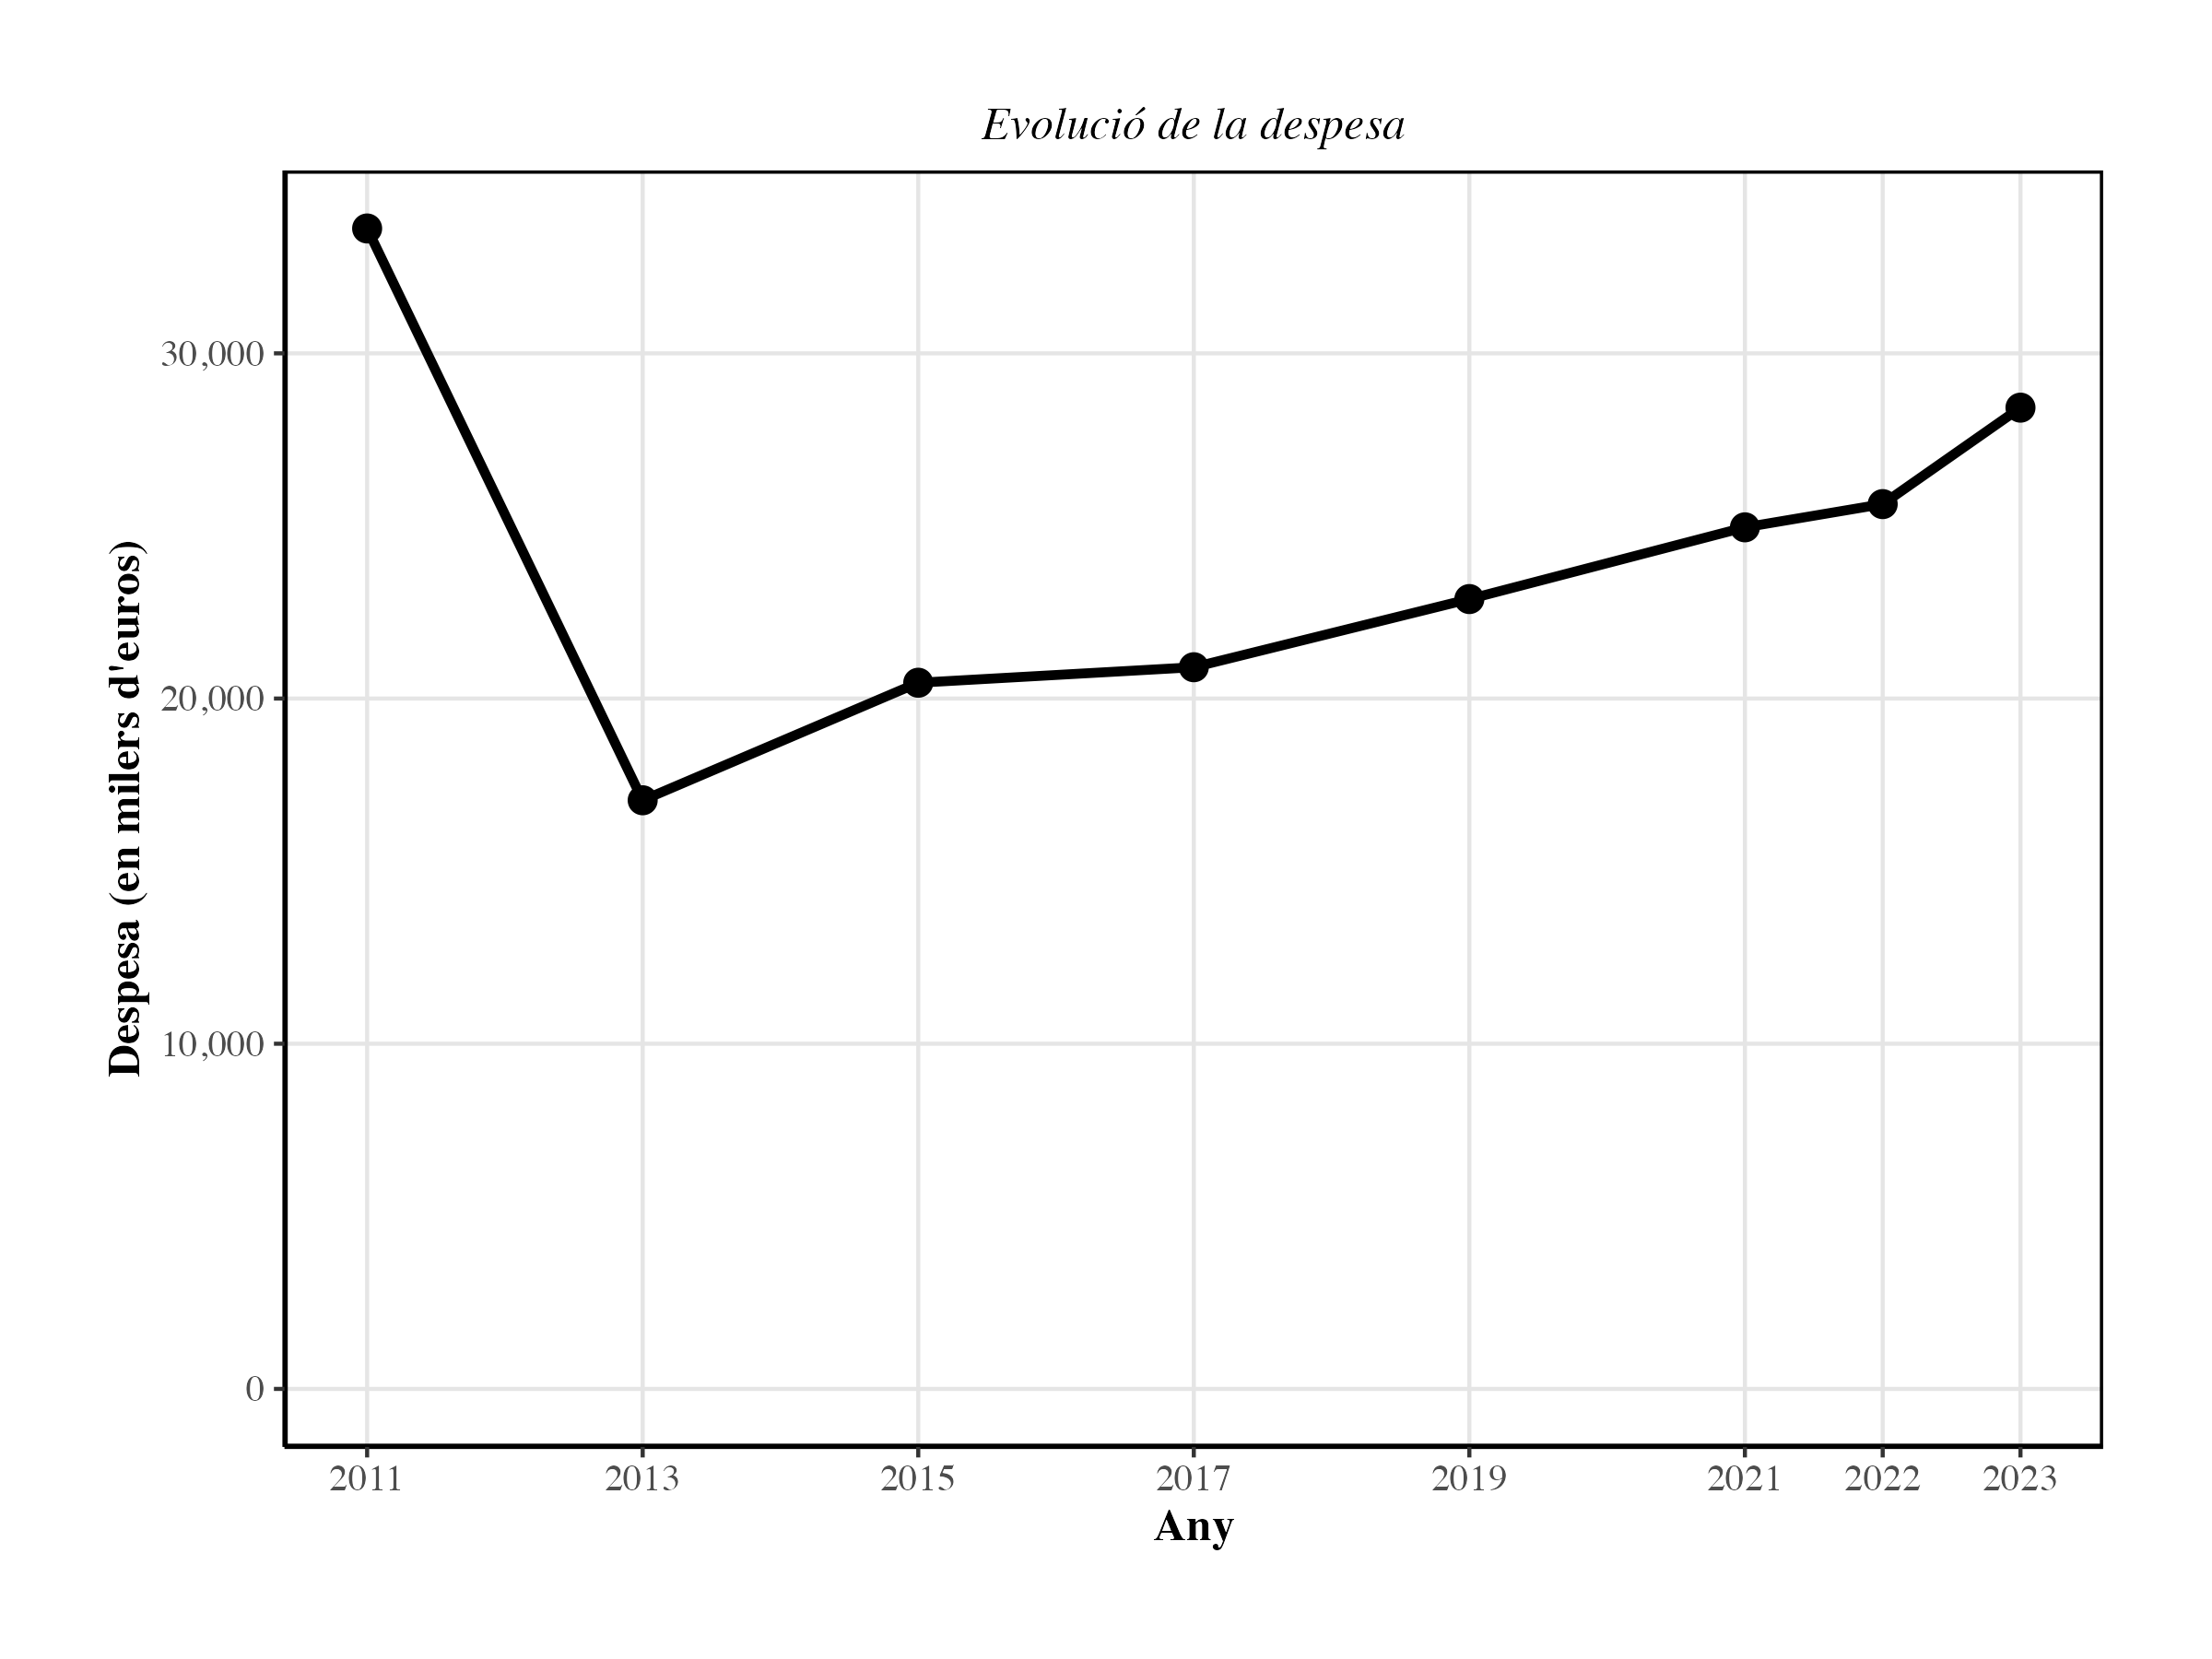 Evolució de la despesa
Despesa (en milers d'euros)
30,000
20,000
10,000
0
2011 2013 2015 2017 2019 2021 2022 2023
Any